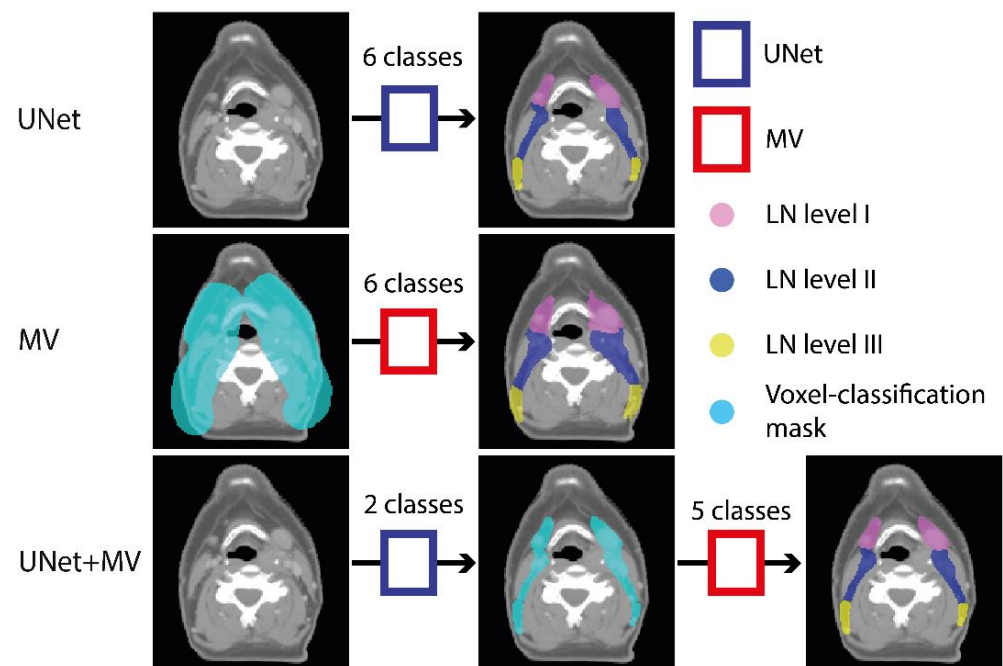 UNet
6 classes
UNet
MV
LN level I
MV
6 classes
LN level II
LN level III
Voxel-classification
mask
UNet+MV
2 classes
5 classes